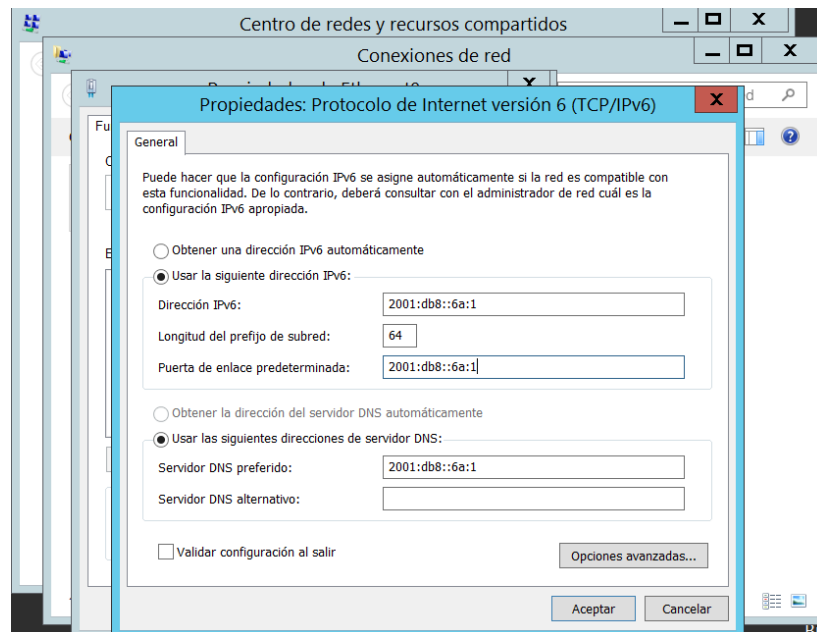 Centro de redes y recursos compartidos
Conexiones de red
Propiedades: Protocolo de Internet versión 6 (TCP/IPv6)
General
Puede hacer que la configuración IPv6 se asigne automáticamente si la red es compatible con
esta funcionalidad. De lo contrario, deberá consultar con el administrador de red cuál es la
configuración IPv6 apropiada.
Obtener una dirección IPv6 automáticamente
Usar la siguiente dirección IPv6:
Dirección IPv6:
2001:db8::6a:1
Longitud del prefijo de subred:
64
Puerta de enlace predeterminada:
2001:db8::6a:1
Obtener la dirección del servidor DNS automáticamente
Usar las siguientes direcciones de servidor DNS:
Servidor DNS preferido:
2001:db8::6a:1
Servidor DNS alternativo:
Validar configuración al salir
Opciones avanzadas...
Aceptar
Cancelar